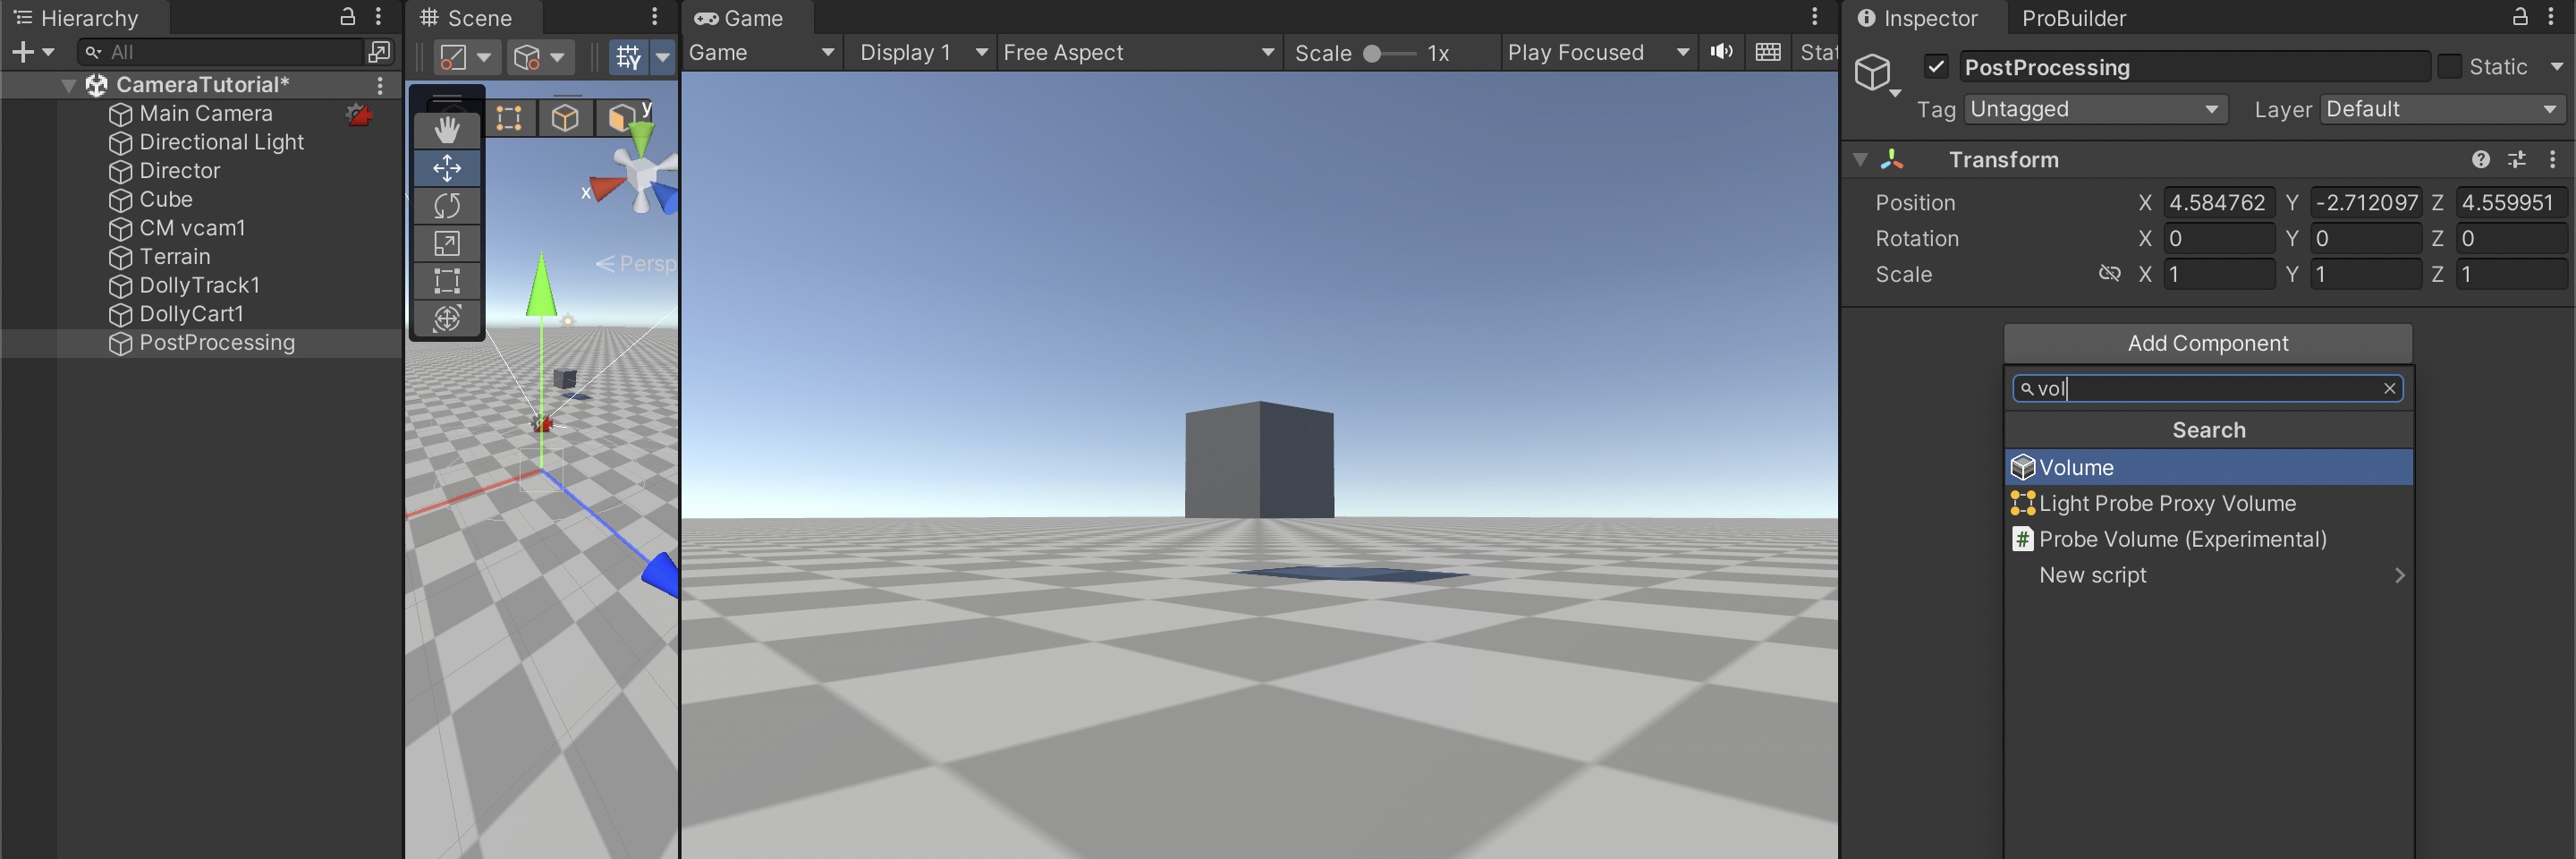 Hierarchy
All
CameraTutorial*
Main Camera
Directional Light
Director
Cube
CM vcam1
Terrain
DollyTrack1
DollyCart1
PostProcessing
Scene
y
x
Persp
Game
Game
Display 1
Free Aspect
Scale
1x
Play Focused
Stat
Inspector
ProBuilder
PostProcessing
Static
Tag
Untagged
Layer
Default
Transform
Position X 4.584762 Y -2.712097 Z 4.559951
Rotation X 0 Y 0 Z 0
Scale X 1 Y 1 Z 1
Add Component
vol
Search
Volume
Light Probe Proxy Volume
# Probe Volume (Experimental)
New script